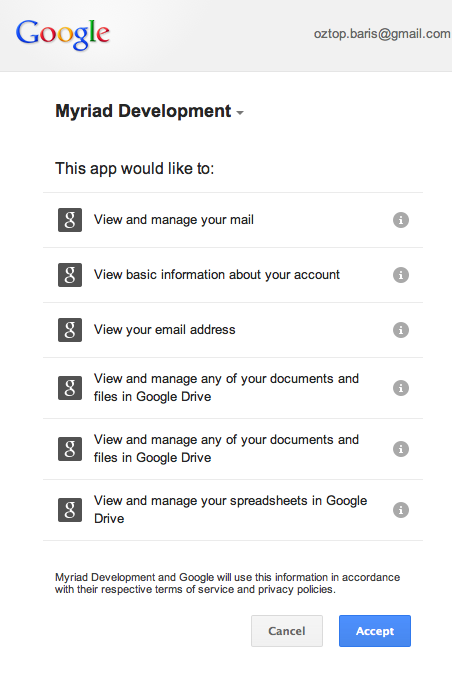 Google
oztop.baris@gmail.com
Myriad Development
This app would like to:
g
View and manage your mail
i
g
View basic information about your account
i
g
View your email address
i
g
View and manage any of your documents and
files in Google Drive
i
g
View and manage any of your documents and
files in Google Drive
i
g
View and manage your spreadsheets in Google
Drive
i
Myriad Development and Google will use this information in accordance
with their respective terms of service and privacy policies.
Cancel
Accept